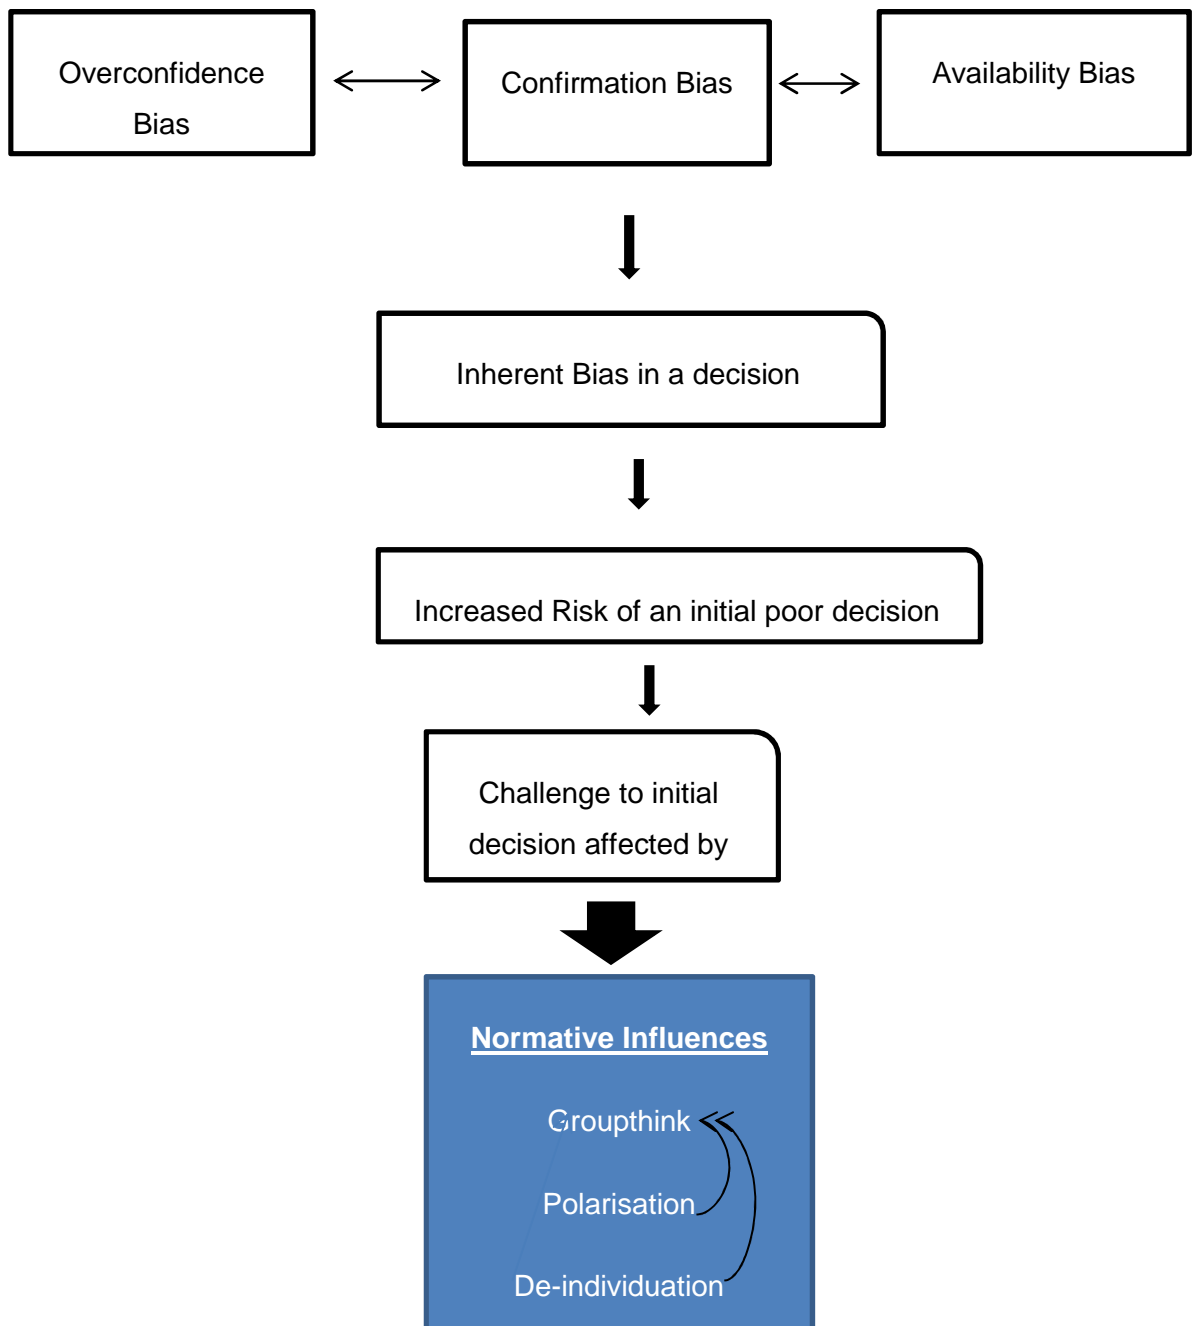 Overconfidence
Bias
Confirmation Bias
Availability Bias
Inherent Bias in a decision
Increased Risk of an initial poor decision
Challenge to initial
decision affected by
Normative Influences
Groupthink
Polarisation
De-individuation